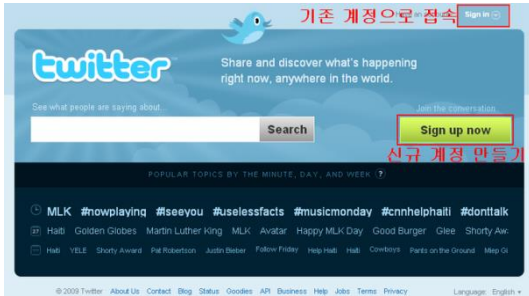 기존 계정으로 접속 Sign in
twitter
Share and discover what's happening
right now, anywhere in the world.
See what people are saying about...
Join the conversation.
Search
Sign up now
신규 계정 만들기
POPULAR TOPICS BY THE MINUTE, DAY, AND WEEK ?
MLK #nowplaying #iseeyou #uselessfacts #musicmonday #cnnhelphaiti #donttalk
Haiti Golden Globes Martin Luther King MLK Avatar Happy MLK Day Good Burger Glee Shorty Aw
Haiti VELE Shorty Award Pat Robertson Justin Bieber Follow Friday Help Haiti Haiti Cowboys Pants on the Ground Miep Gi
© 2009 Twitter About Us Contact Blog Status Goodies API Business Help Jobs Terms Privacy Language: English